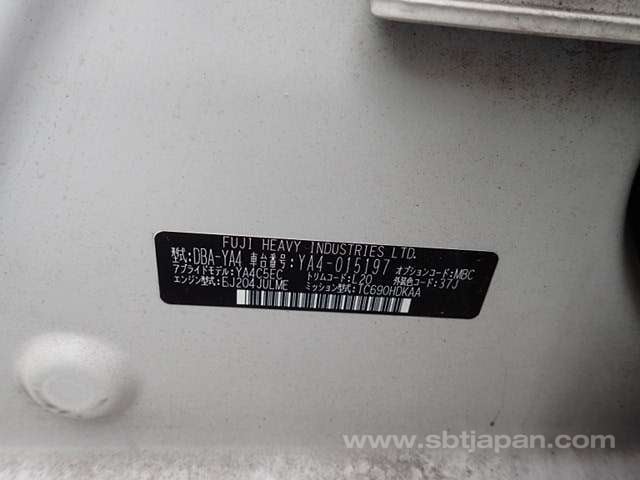 FUJI HEAVY INDUSTRIES LTD.
型式:DBA-YA4 車台番号:YA4-015197 オプションコード:MBC
アプライドモデル:YA4C5EC トリムコード:L20 外装色コード:37J
エンジン型式:EJ204JULME ミッション型式:TC690HDKAA
www.sbtjapan.com